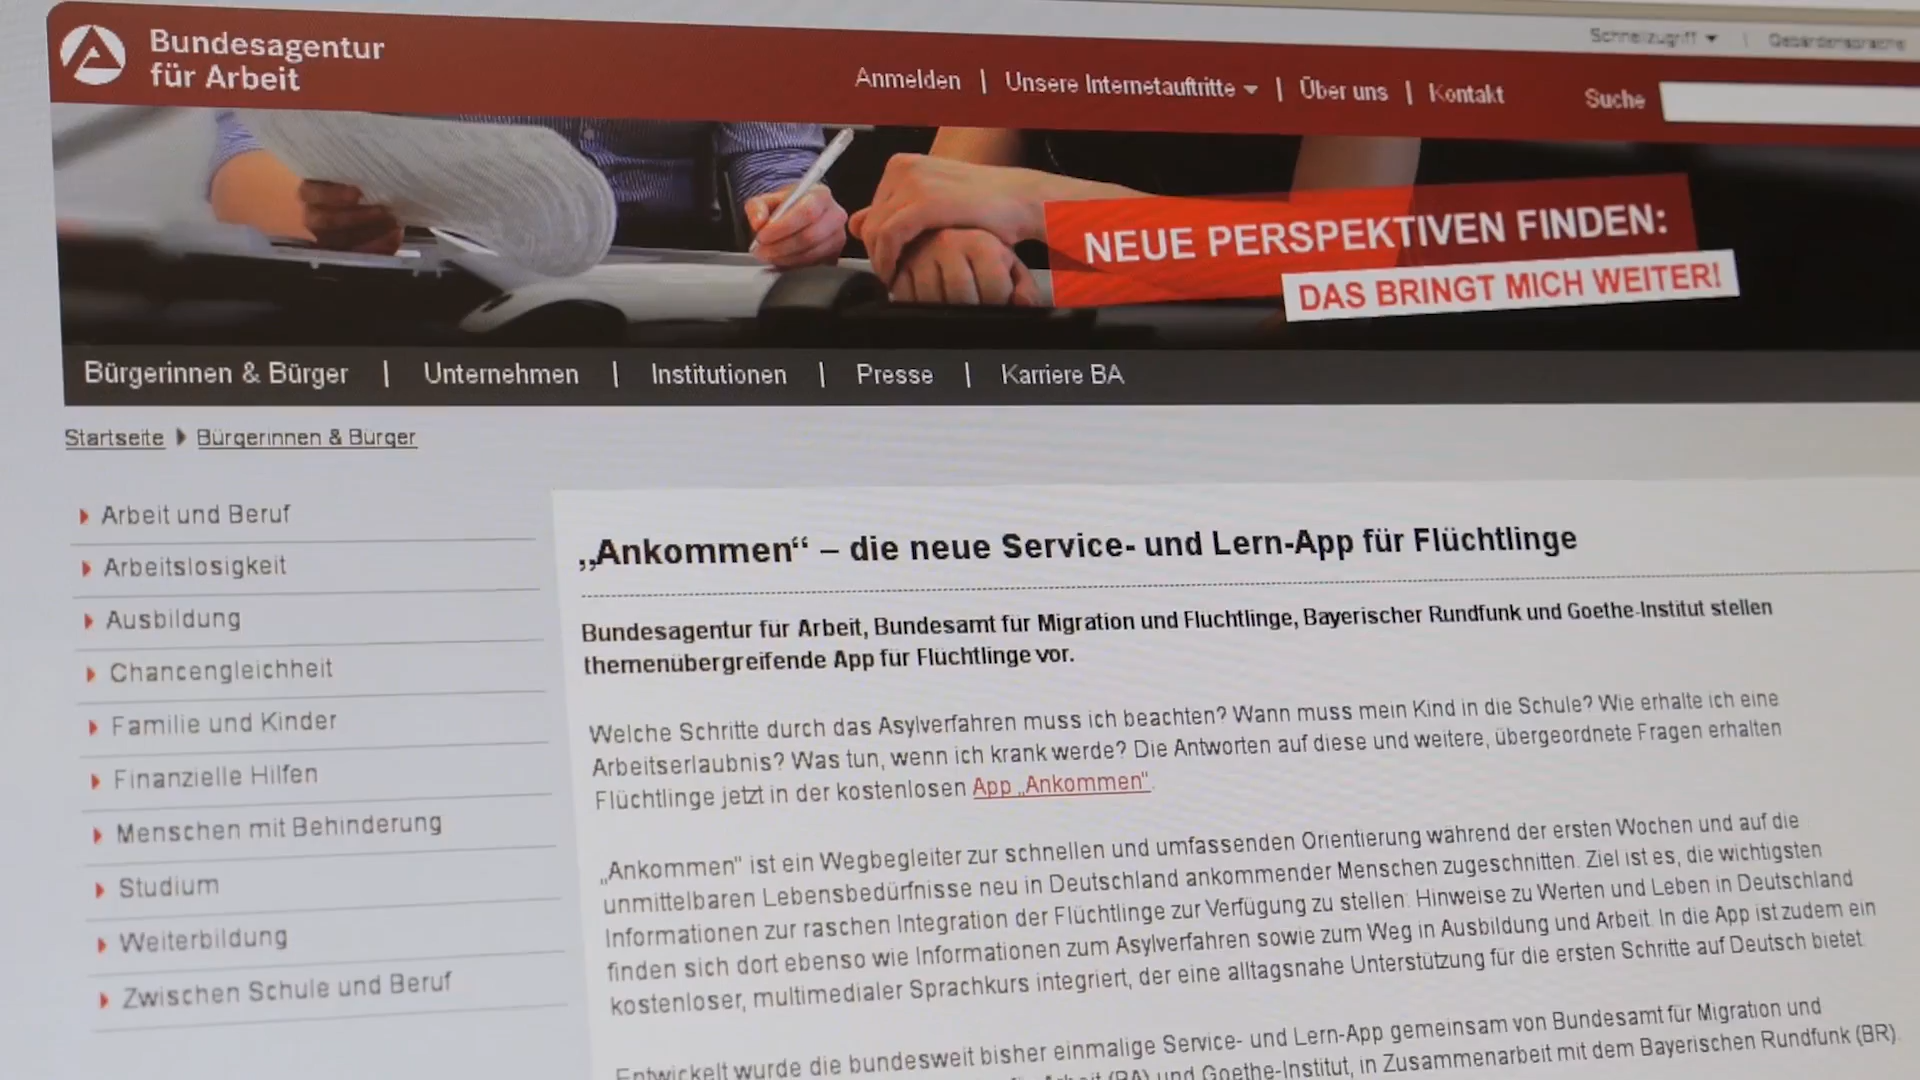 Bundesagentur
für Arbeit
Schnellzugriff
Gebärdensprache
Anmelden | Unsere Internetauftritte | Über uns | Kontakt
Suche
NEUE PERSPEKTIVEN FINDEN:
DAS BRINGT MICH WEITER!
Bürgerinnen & Bürger | Unternehmen | Institutionen | Presse | Karriere BA
Startseite Bürgerinnen & Bürger
Arbeit und Beruf
Arbeitslosigkeit
Ausbildung
Chancengleichheit
Familie und Kinder
Finanzielle Hilfen
Menschen mit Behinderung
Studium
Weiterbildung
Zwischen Schule und Beruf
„Ankommen“ – die neue Service- und Lern-App für Flüchtlinge
Bundesagentur für Arbeit, Bundesamt für Migration und Flüchtlinge, Bayerischer Rundfunk und Goethe-Institut stellen
themenübergreifende App für Flüchtlinge vor.
Welche Schritte durch das Asylverfahren muss ich beachten? Wann muss mein Kind in die Schule? Wie erhalte ich eine
Arbeitserlaubnis? Was tun, wenn ich krank werde? Die Antworten auf diese und weitere, übergeordnete Fragen erhalten
Flüchtlinge jetzt in der kostenlosen App „Ankommen“.
„Ankommen" ist ein Wegbegleiter zur schnellen und umfassenden Orientierung während der ersten Wochen und auf die
unmittelbaren Lebensbedürfnisse neu in Deutschland ankommender Menschen zugeschnitten. Ziel ist es, die wichtigsten
Informationen zur raschen Integration der Flüchtlinge zur Verfügung zu stellen: Hinweise zu Werten und Leben in Deutschland
finden sich dort ebenso wie Informationen zum Asylverfahren sowie zum Weg in Ausbildung und Arbeit. In die App ist zudem ein
kostenloser, multimedialer Sprachkurs integriert, der eine alltagsnahe Unterstützung für die ersten Schritte auf Deutsch bietet.
Entwickelt wurde die bundesweit bisher einmalige Service- und Lern-App gemeinsam von Bundesamt für Migration und
für Arbeit (BA) und Goethe-Institut, in Zusammenarbeit mit dem Bayerischen Rundfunk (BR).